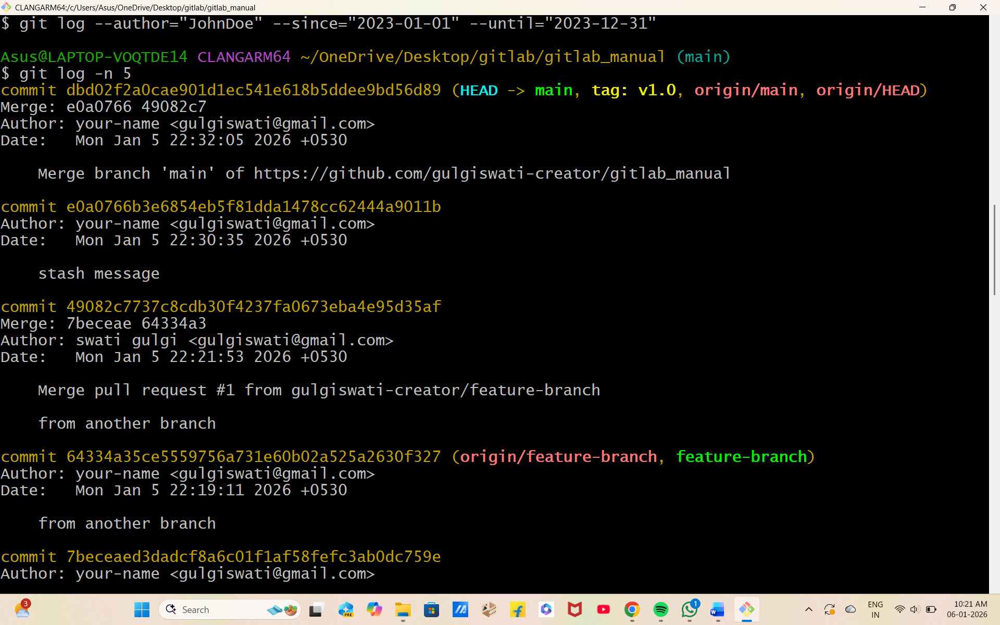 CLANGARM64:/c/Users/Asus/OneDrive/Desktop/gitlab/gitlab_manual
$ git log --author="JohnDoe" --since="2023-01-01" --until="2023-12-31"
Asus@LAPTOP-VOQTDE14 CLANGARM64 ~/OneDrive/Desktop/gitlab/gitlab_manual (main)
$ git log -n 5
commit dbd02f2a0cae901d1ec541e618b5ddee9bd56d89 (HEAD -> main, tag: v1.0, origin/main, origin/HEAD)
Merge: e0a0766 49082c7
Author: your-name <gulgiswati@gmail.com>
Date:   Mon Jan 5 22:32:05 2026 +0530
Merge branch 'main' of https://github.com/gulgiswati-creator/gitlab_manual
commit e0a0766b3e6854eb5f81dda1478cc62444a9011b
Author: your-name <gulgiswati@gmail.com>
Date:   Mon Jan 5 22:30:35 2026 +0530
stash message
commit 49082c7737c8cdb30f4237fa0673eba4e95d35af
Merge: 7beceae 64334a3
Author: swati gulgi <gulgiswati@gmail.com>
Date:   Mon Jan 5 22:21:53 2026 +0530
Merge pull request #1 from gulgiswati-creator/feature-branch
from another branch
commit 64334a35ce5559756a731e60b02a525a2630f327 (origin/feature-branch, feature-branch)
Author: your-name <gulgiswati@gmail.com>
Date:   Mon Jan 5 22:19:11 2026 +0530
from another branch
commit 7beceaed3dadcf8a6c01f1af58fefc3ab0dc759e
Author: your-name <gulgiswati@gmail.com>
3
Search
PRE
1
ENG
IN
10:21 AM
06-01-2026